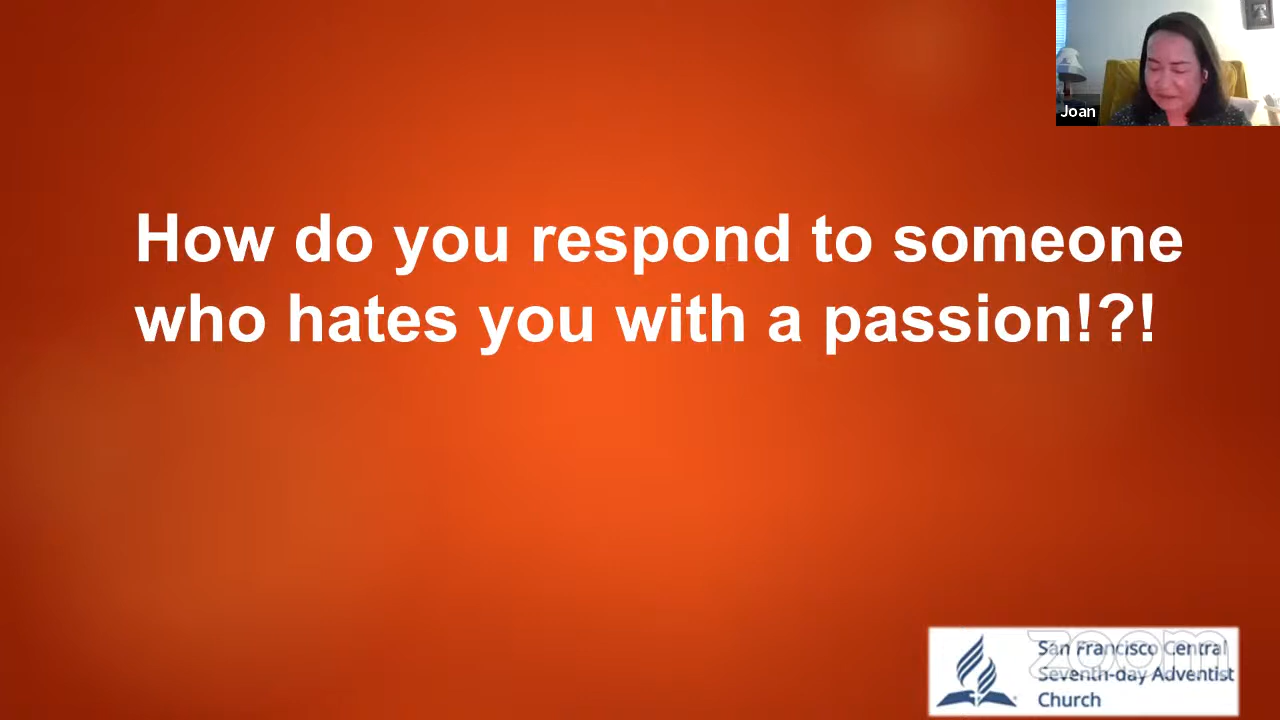 Joan
How do you respond to someone
who hates you with a passion!?!
zoom
San Francisco Central
Seventh-day Adventist
Church